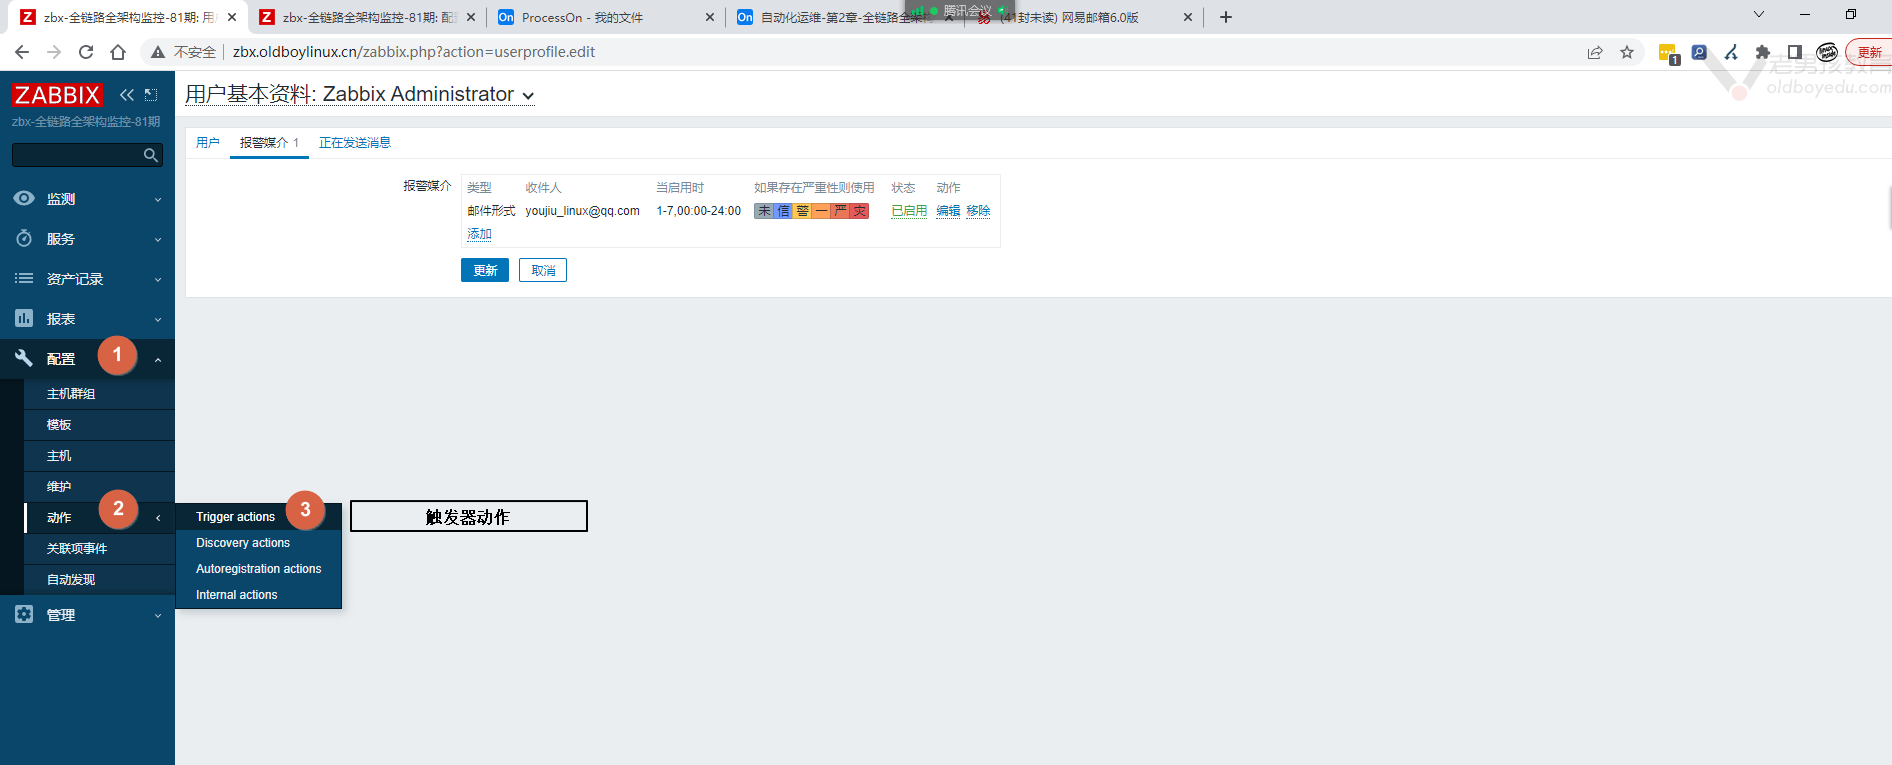 zbx-全链路全架构监控-81期: 用
zbx-全链路全架构监控-81期: 配
ProcessOn - 我的文件
自动化运维-第2章-全链路全架
腾讯会议
(41封未读) 网易邮箱6.0版
不安全
zbx.oldboylinux.cn/zabbix.php?action=userprofile.edit
1
更新
老男孩教育
oldboyedu.com
ZABBIX
zbx-全链路全架构监控-81期
用户基本资料: Zabbix Administrator
用户
报警媒介 1
正在发送消息
报警媒介
类型 收件人 当启用时 如果存在严重性则使用 状态 动作
邮件形式 youjiu_linux@qq.com 1-7,00:00-24:00 未 信 警 一 严 灾 已启用 编辑 移除
添加
更新 取消
监测
服务
资产记录
报表
配置 1
主机群组
模板
主机
维护
动作 2
关联项事件
自动发现
管理
Trigger actions 3
Discovery actions
Autoregistration actions
Internal actions
触发器动作